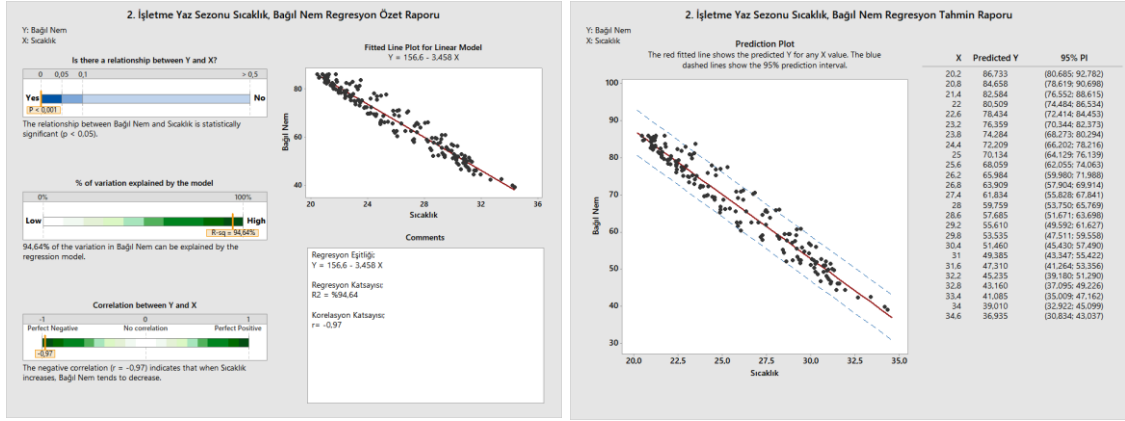 2. İşletme Yaz Sezonu Sıcaklık, Bağıl Nem Regresyon Özet Raporu
Y: Bağıl Nem
X: Sıcaklık
Is there a relationship between Y and X?
0 0,05 0,1 > 0,5
Yes No
P < 0,001
The relationship between Bağıl Nem and Sıcaklık is statistically
significant (p < 0,05).
% of variation explained by the model
0% 100%
Low High
R-sq = 94,64%
94,64% of the variation in Bağıl Nem can be explained by the
regression model.
Correlation between Y and X
-1 0 1
Perfect Negative No correlation Perfect Positive
-0,97
The negative correlation (r = -0,97) indicates that when Sıcaklık
increases, Bağıl Nem tends to decrease.
Fitted Line Plot for Linear Model
Y = 156.6 - 3,458 X
80
60
40
Bağıl Nem
20 24 28 32 36
Sıcaklık
Comments
Regresyon Eşitliği:
Y = 156.6 - 3,458 X
Regresyon Katsayısı:
R2 = %94,64
Korelasyon Katsayısı:
r= -0,97
2. İşletme Yaz Sezonu Sıcaklık, Bağıl Nem Regresyon Tahmin Raporu
Y: Bağıl Nem
X: Sıcaklık
Prediction Plot
The red fitted line shows the predicted Y for any X value. The blue
dashed lines show the 95% prediction interval.
100
90
80
70
60
50
40
30
Bağıl Nem
20,0 22,5 25,0 27,5 30,0 32,5 35,0
Sıcaklık
X Predicted Y 95% PI
20.2 86,733 (80,685; 92,782)
20.8 84,658 (78,619; 90,698)
21.4 82,584 (76,552; 88,615)
22 80,509 (74,484; 86,534)
22.6 78,434 (72,414; 84,453)
23.2 76,359 (70,344; 82,373)
23.8 74,284 (68,273; 80,294)
24.4 72,209 (66,202; 78,216)
25 70,134 (64,129; 76,139)
25.6 68,059 (62,055; 74,063)
26.2 65,984 (59,980; 71,988)
26.8 63,909 (57,904; 69,914)
27.4 61,834 (55,828; 67,841)
28 59,759 (53,750; 65,769)
28.6 57,685 (51,671; 63,698)
29.2 55,610 (49,592; 61,627)
29.8 53,535 (47,511; 59,558)
30.4 51,460 (45,430; 57,490)
31 49,385 (43,347; 55,422)
31.6 47,310 (41,264; 53,356)
32.2 45,235 (39,180; 51,290)
32.8 43,160 (37,095; 49,226)
33.4 41,085 (35,009; 47,162)
34 39,010 (32,922; 45,099)
34.6 36,935 (30,834; 43,037)